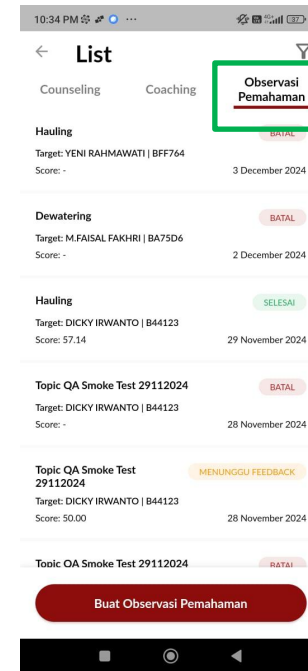 10:34 PM
37
List
Counseling
Coaching
Observasi
Pemahaman
Hauling
BATAL
Target: YENI RAHMAWATI | BFF764
Score: -
3 December 2024
Dewatering
BATAL
Target: M.FAISAL FAKHRI | BA75D6
Score: -
2 December 2024
Hauling
SELESAI
Target: DICKY IRWANTO | B44123
Score: 57.14
29 November 2024
Topic QA Smoke Test 29112024
BATAL
Target: DICKY IRWANTO | B44123
Score: -
28 November 2024
Topic QA Smoke Test
29112024
MENUNGGU FEEDBACK
Target: DICKY IRWANTO | B44123
Score: 50.00
28 November 2024
Topic QA Smoke Test 29112024
BATAL
Buat Observasi Pemahaman